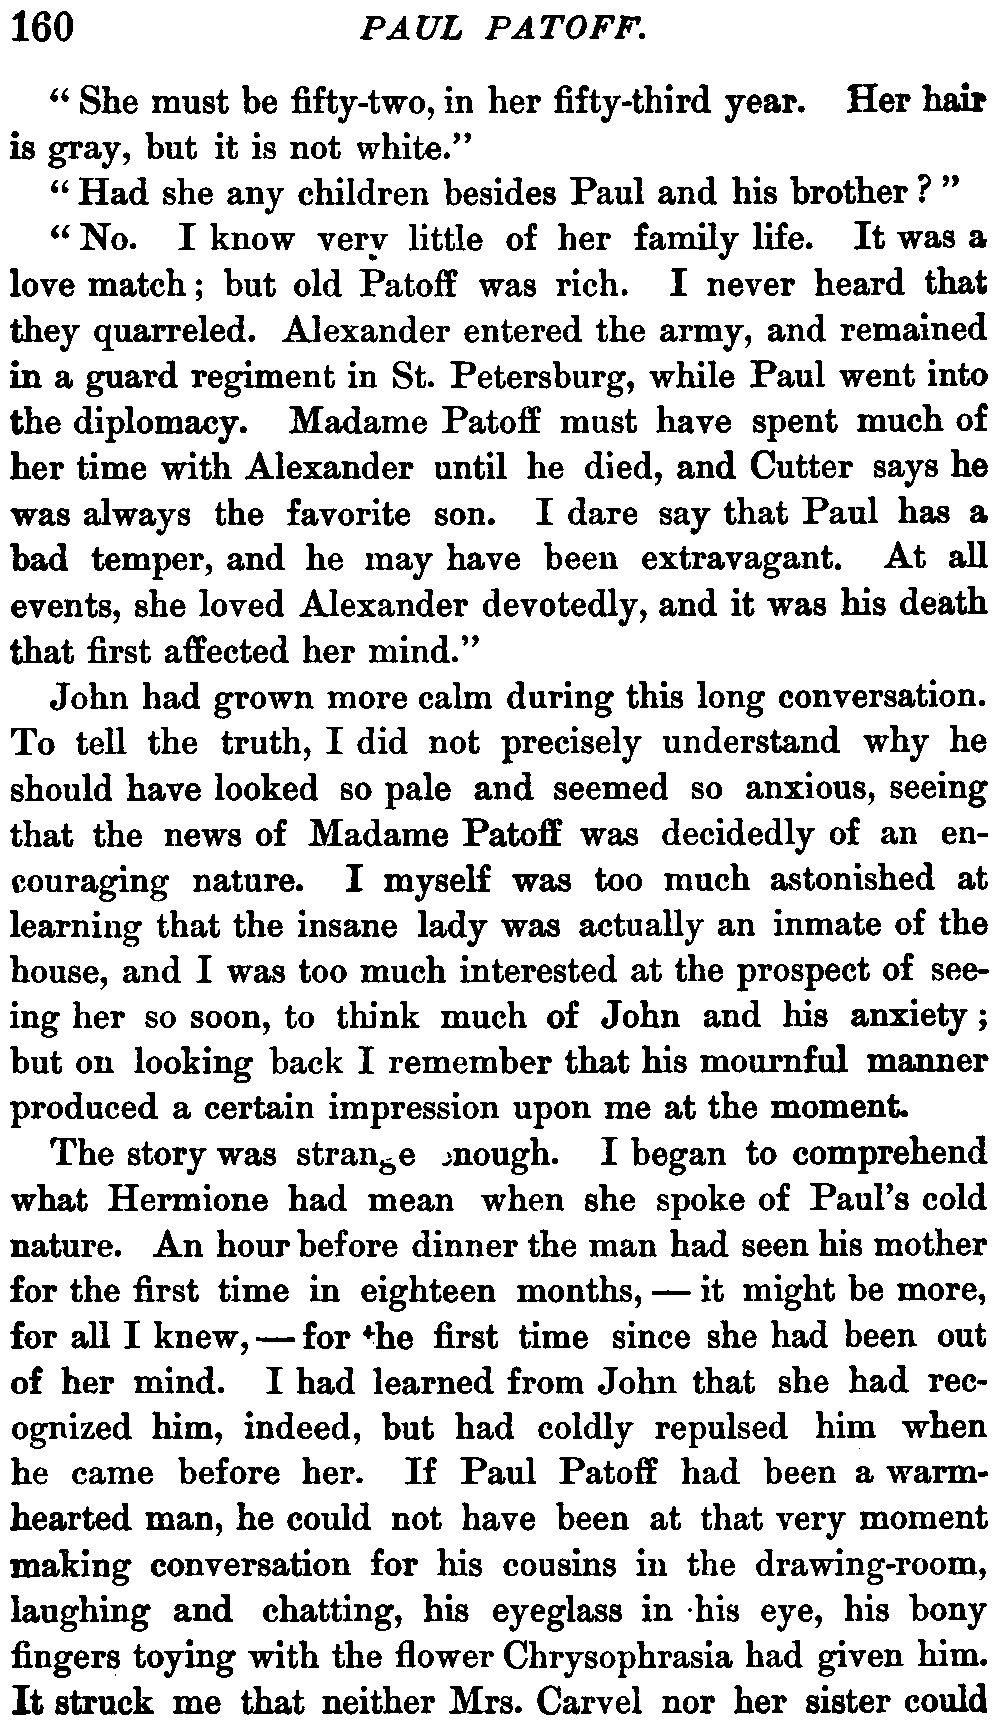 160 PAUL PATOFF.
“ She must be fifty-two, in her fifty-third year. Her hair
is gray, but it is not white.”
“ Had she any children besides Paul and his brother ? ”
“ No. I know very little of her family life. It was a
love match ; but old Patoff was rich. I never heard that
they quarreled. Alexander entered the army, and remained
in a guard regiment in St. Petersburg, while Paul went into
the diplomacy. Madame Patoff must have spent much of
her time with Alexander until he died, and Cutter says he
was always the favorite son. I dare say that Paul has a
bad temper, and he may have been extravagant. At all
events, she loved Alexander devotedly, and it was his death
that first affected her mind.”
John had grown more calm during this long conversation.
To tell the truth, I did not precisely understand why he
should have looked so pale and seemed so anxious, seeing
that the news of Madame Patoff was decidedly of an en-
couraging nature. I myself was too much astonished at
learning that the insane lady was actually an inmate of the
house, and I was too much interested at the prospect of see-
ing her so soon, to think much of John and his anxiety ;
but on looking back I remember that his mournful manner
produced a certain impression upon me at the moment.
The story was strange enough. I began to comprehend
what Hermione had mean when she spoke of Paul’s cold
nature. An hour before dinner the man had seen his mother
for the first time in eighteen months, — it might be more,
for all I knew, — for the first time since she had been out
of her mind. I had learned from John that she had rec-
ognized him, indeed, but had coldly repulsed him when
he came before her. If Paul Patoff had been a warm-
hearted man, he could not have been at that very moment
making conversation for his cousins in the drawing-room,
laughing and chatting, his eyeglass in his eye, his bony
fingers toying with the flower Chrysophrasia had given him.
It struck me that neither Mrs. Carvel nor her sister could